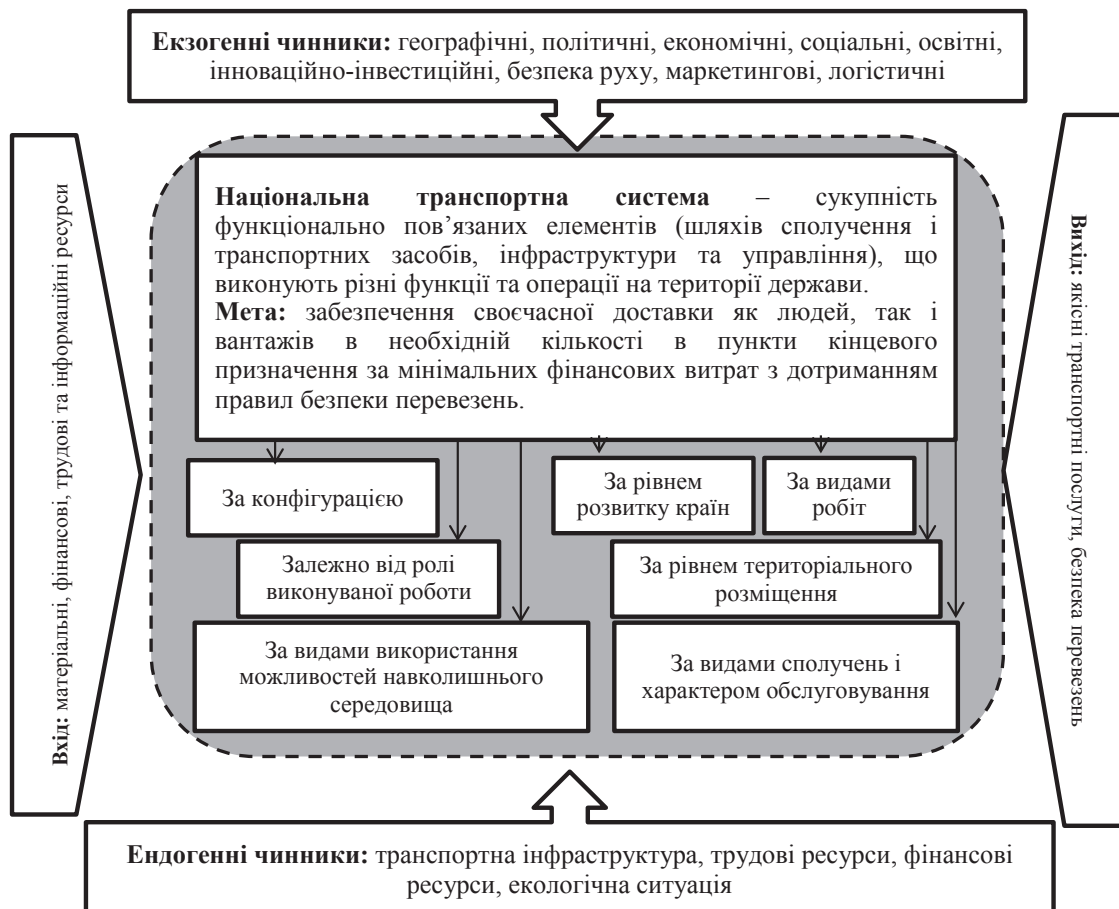 Екзогенні чинники: географічні, політичні, економічні, соціальні, освітні,
інноваційно-інвестиційні, безпека руху, маркетингові, логістичні
Вхід: матеріальні, фінансові, трудові та інформаційні ресурси
Національна транспортна система – сукупність
функціонально пов’язаних елементів (шляхів сполучення і
транспортних засобів, інфраструктури та управління), що
виконують різні функції та операції на території держави.
Мета: забезпечення своєчасної доставки як людей, так і
вантажів в необхідній кількості в пункти кінцевого
призначення за мінімальних фінансових витрат з дотриманням
правил безпеки перевезень.
За конфігурацією
За рівнем
розвитку країн
За видами
робіт
Залежно від ролі
виконуваної роботи
За рівнем територіального
розміщення
За видами використання
можливостей навколишнього
середовища
За видами сполучень і
характером обслуговування
Вихід: якісні транспортні послуги, безпека перевезень
Ендогенні чинники: транспортна інфраструктура, трудові ресурси, фінансові
ресурси, екологічна ситуація